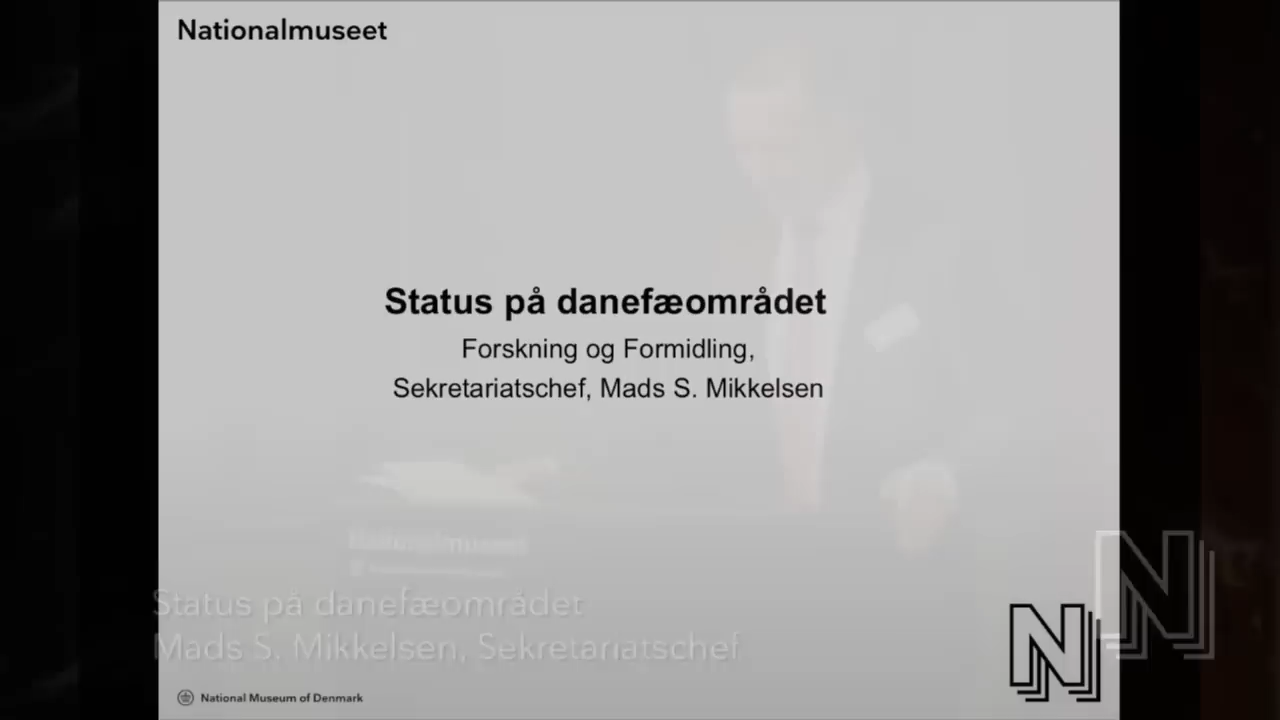 Nationalmuseet
Status på danefæområdet
Forskning og Formidling,
Sekretariatschef, Mads S. Mikkelsen
Nationalmuseet
Status på danefæområdet
Mads S. Mikkelsen, Sekretariatschef
N
N
National Museum of Denmark